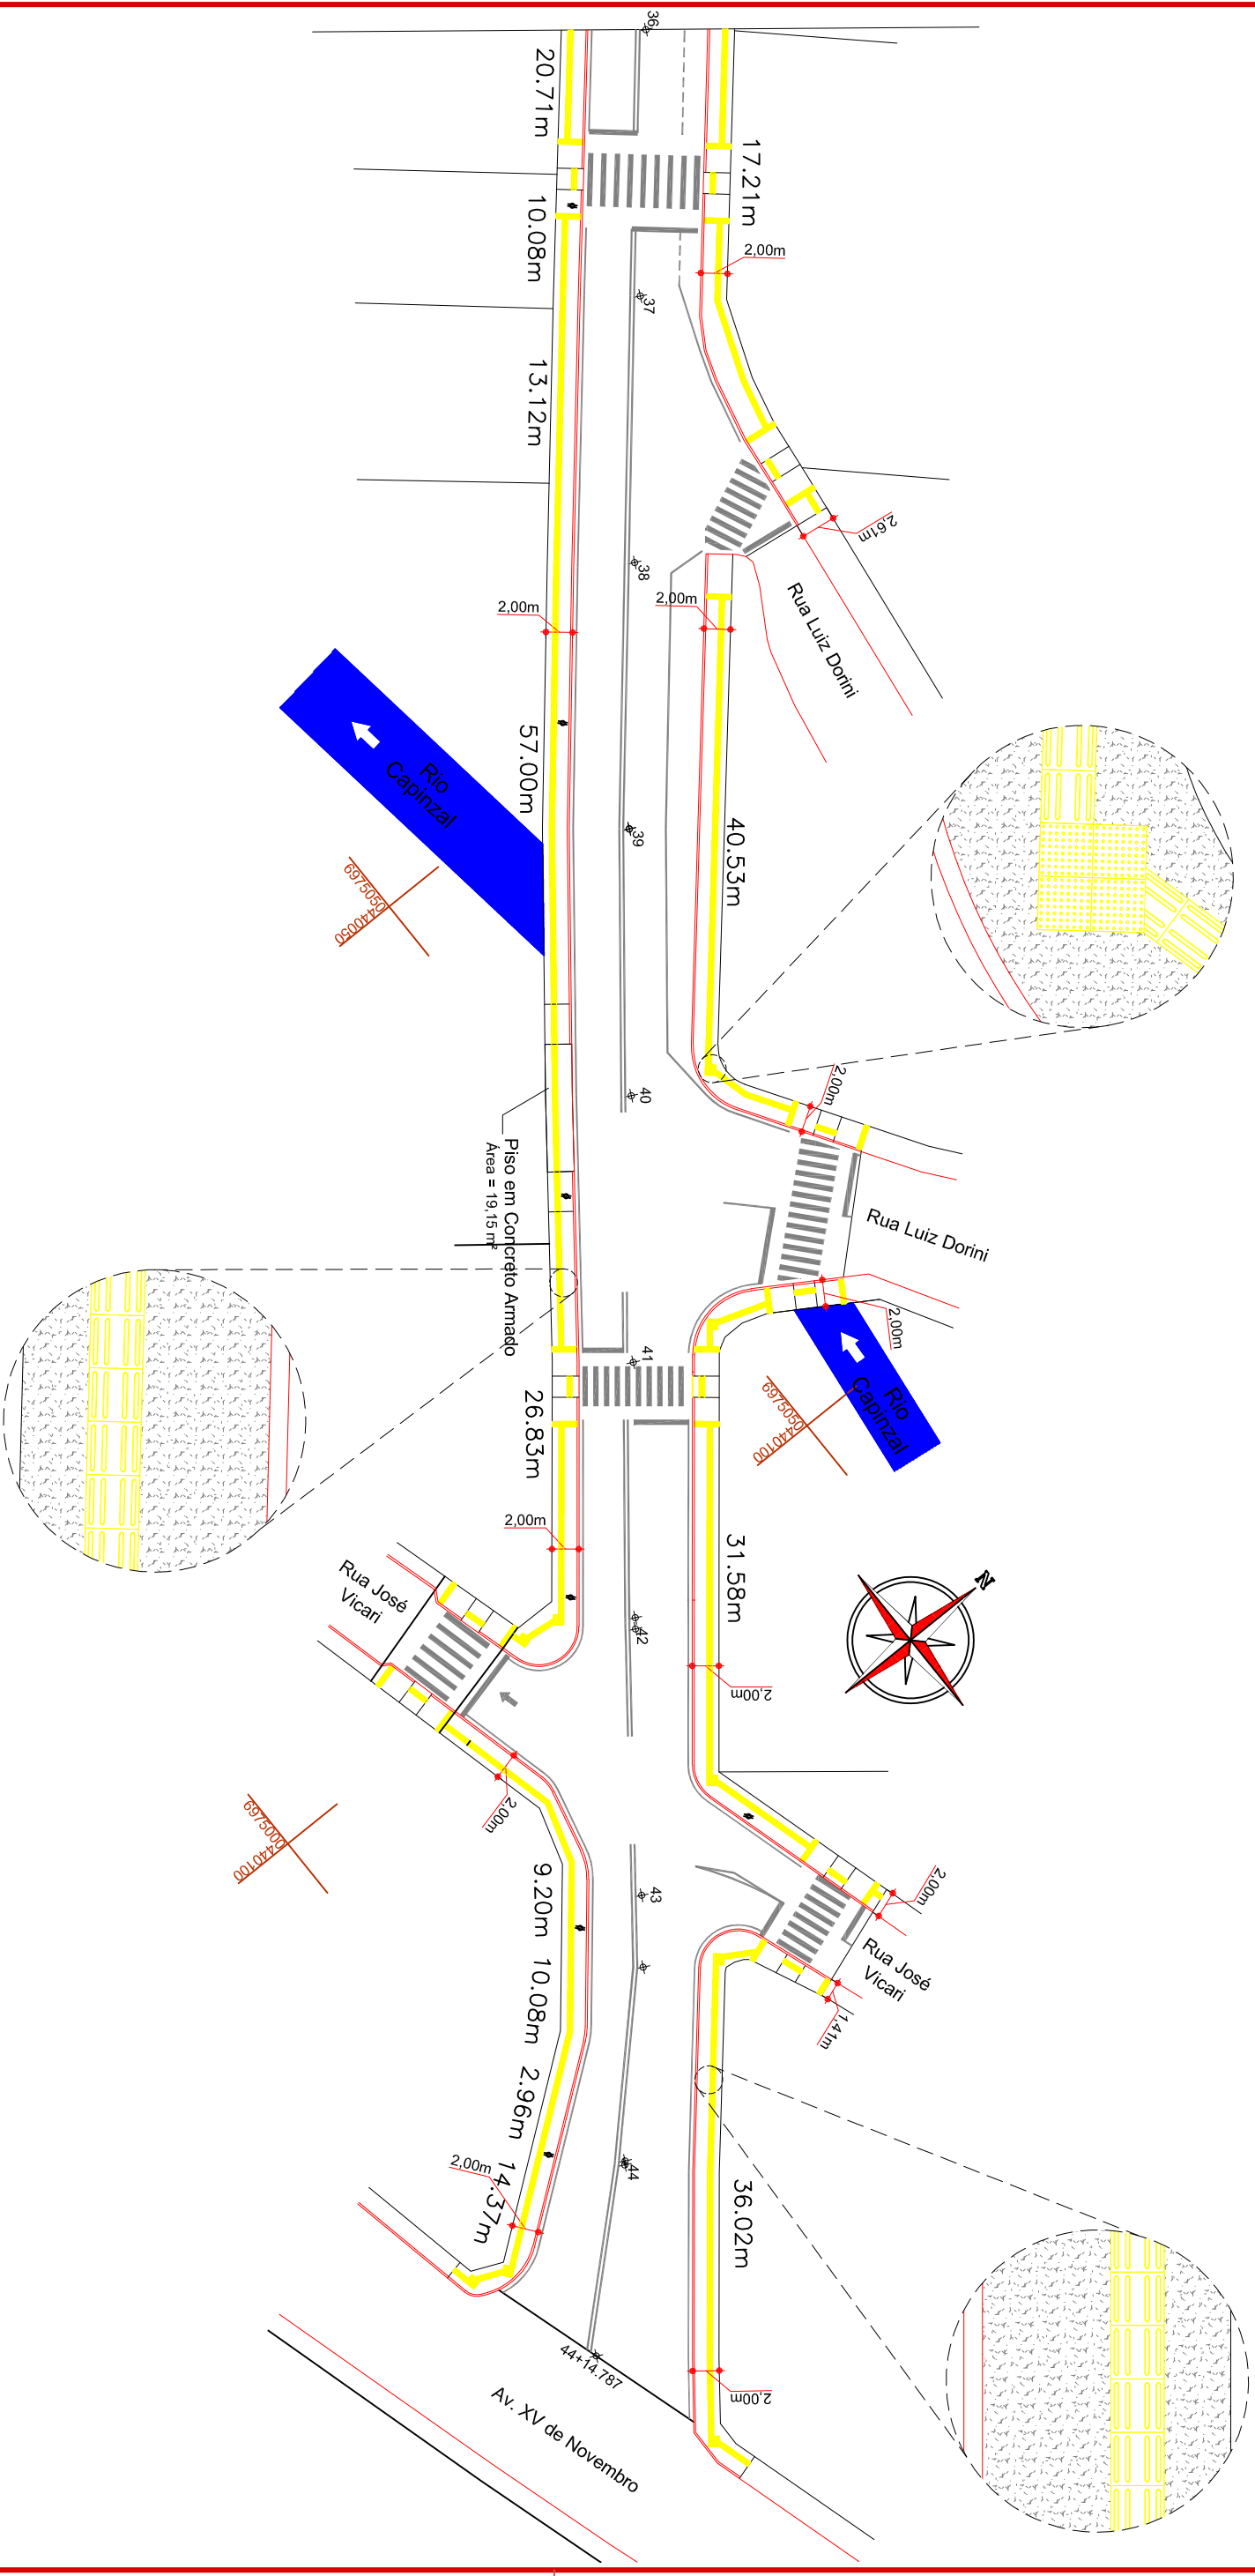 36
20.71m
17.21m
10.08m
2,00m
37
13.12m
2,61m
38
Rua Luiz Dorini
2,00m
2,00m
57.00m
Rio
Capinzal
39
40.53m
6975050
440050
40
2,00m
Piso em Concreto Armado
Área = 19,15 m²
Rua Luiz Dorini
2,00m
41
Rio
Capinzal
6975050
440100
26.83m
2,00m
31.58m
Rua José
Vicari
N
42
2,00m
2,00m
6975000
440100
9.20m
43
2,00m
Rua José
Vicari
10.08m
1,41m
2.96m
2,00m
14.37m
44
36.02m
44+14.787
2,00m
Av. XV de Novembro